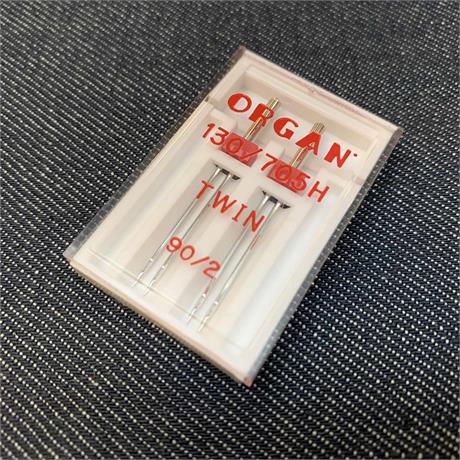 ORGAN
130/705H
TWIN
90/2